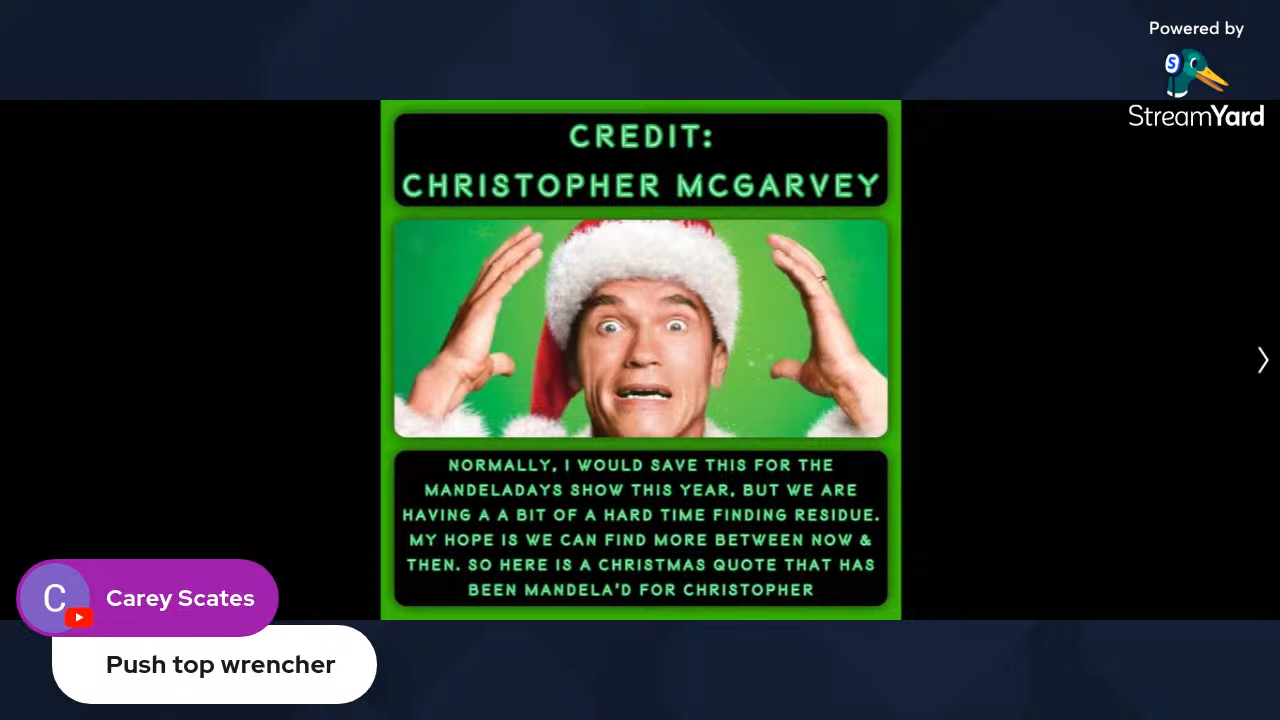 Powered by
StreamYard
CREDIT:
CHRISTOPHER MCGARVEY
NORMALLY, I WOULD SAVE THIS FOR THE
MANDELADAYS SHOW THIS YEAR, BUT WE ARE
HAVING A A BIT OF A HARD TIME FINDING RESIDUE.
MY HOPE IS WE CAN FIND MORE BETWEEN NOW &
THEN. SO HERE IS A CHRISTMAS QUOTE THAT HAS
BEEN MANDELA'D FOR CHRISTOPHER
C
Carey Scates
Push top wrencher